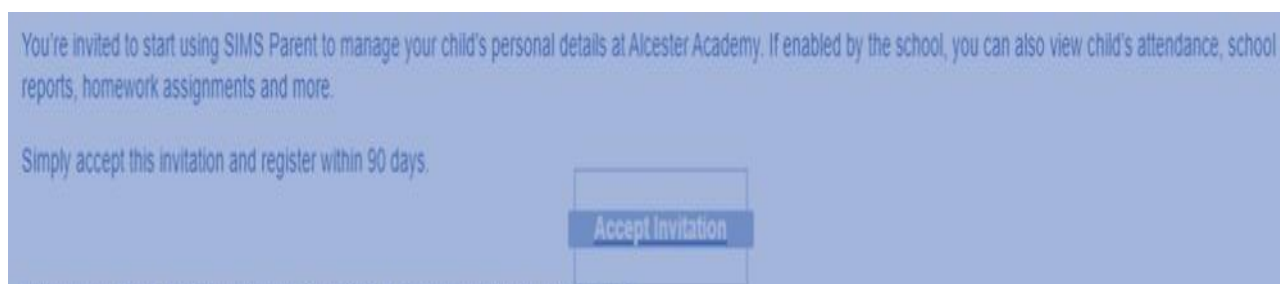 You're invited to start using SIMS Parent to manage your child's personal details at Alcester Academy. If enabled by the school, you can also view child's attendance, school
reports, homework assignments and more.
Simply accept this invitation and register within 90 days.
Accept Invitation